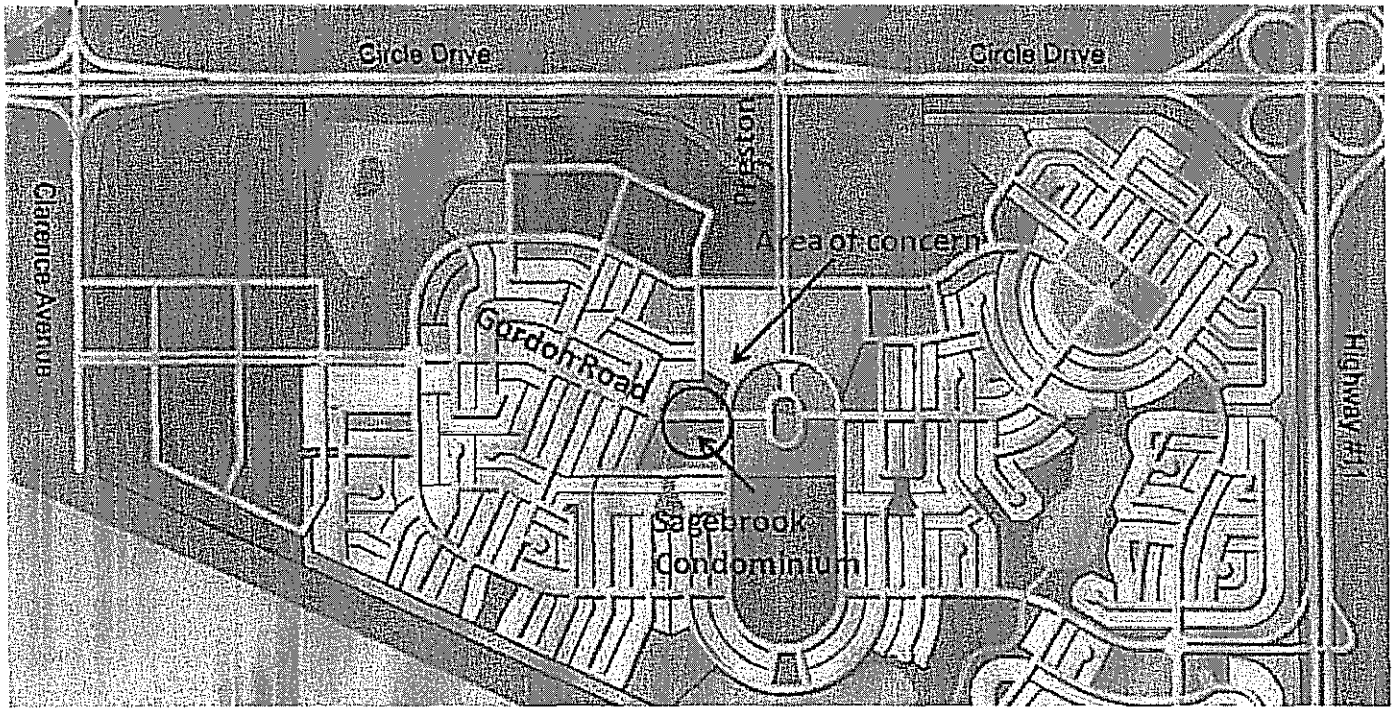 Circle Drive
Circle Drive
Preston
Clarence Avenue
Area of concern
Gordon Road
Highway #11
Sagebrook
Condominium